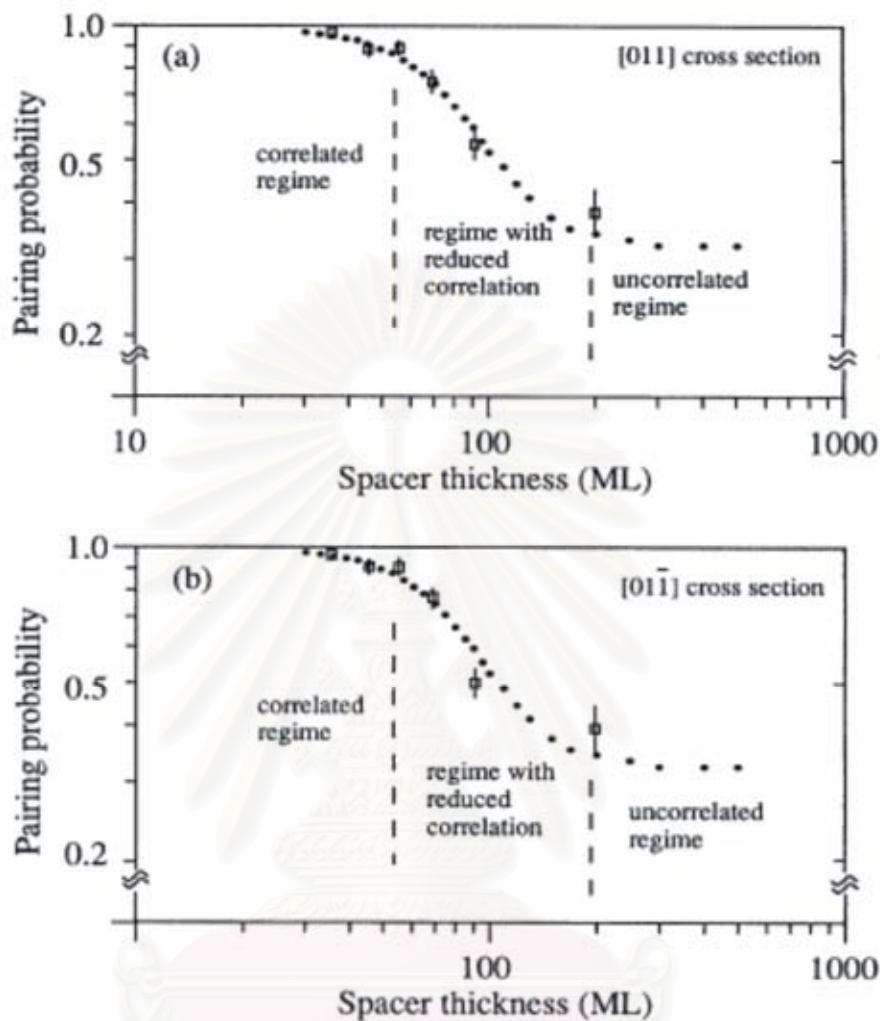 1.0
(a)
[011] cross section
Pairing probability
correlated
regime
0.5
regime with
reduced
correlation
uncorrelated
regime
0.2
10
100
1000
Spacer thickness (ML)
1.0
(b)
[011̄] cross section
Pairing probability
0.5
correlated
regime
regime with
reduced
correlation
uncorrelated
regime
0.2
100
1000
Spacer thickness (ML)